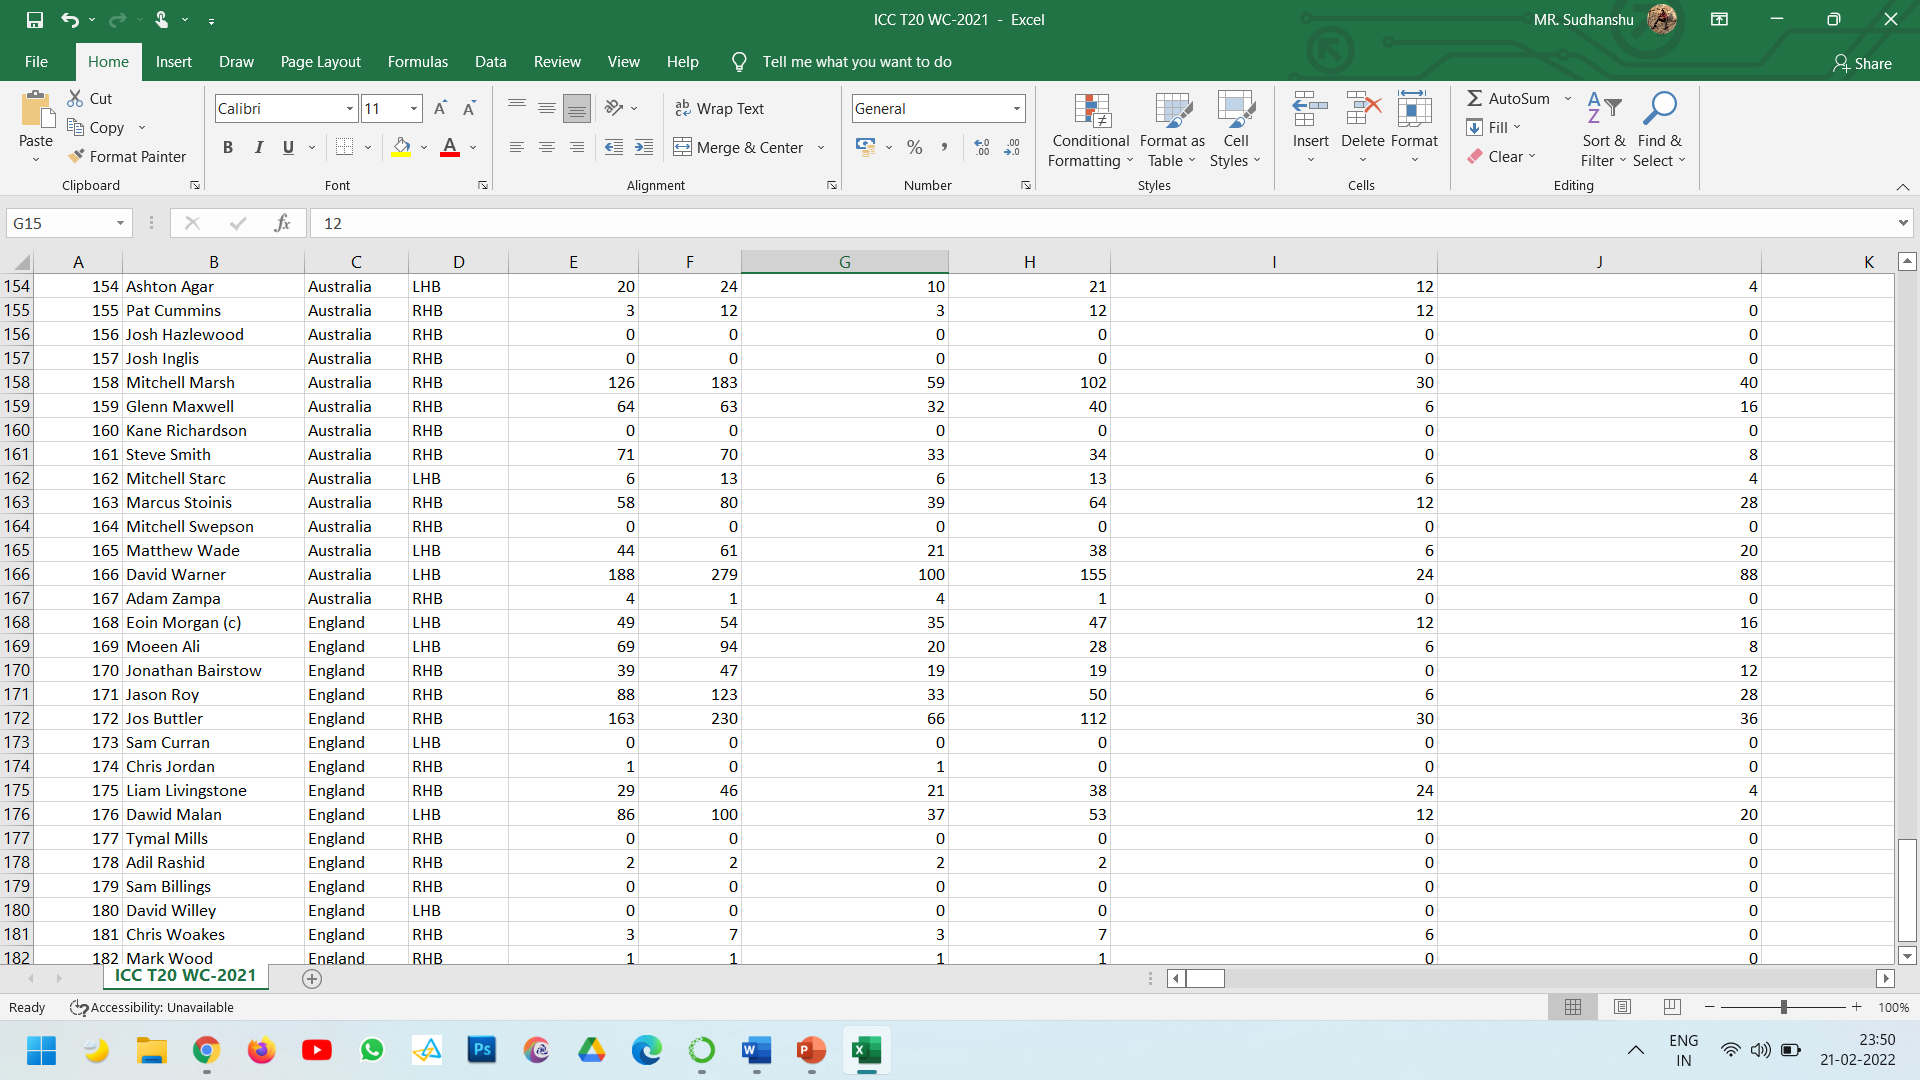 ICC T20 WC-2021 - Excel
MR. Sudhanshu
File Home Insert Draw Page Layout Formulas Data Review View Help Tell me what you want to do Share
Paste
Cut
Copy
Format Painter
Clipboard
Calibri 11
B I U
Font
Wrap Text
Merge & Center
Alignment
General
Number
Conditional Formatting
Format as Table
Cell Styles
Styles
Insert Delete Format
Cells
AutoSum
Fill
Clear
Sort & Filter
Find & Select
Editing
G15 fx 12
A B C D E F G H I J K
154 154 Ashton Agar Australia LHB 20 24 10 21 12 4
155 155 Pat Cummins Australia RHB 3 12 3 12 12 0
156 156 Josh Hazlewood Australia RHB 0 0 0 0 0 0
157 157 Josh Inglis Australia RHB 0 0 0 0 0 0
158 158 Mitchell Marsh Australia RHB 126 183 59 102 30 40
159 159 Glenn Maxwell Australia RHB 64 63 32 40 6 16
160 160 Kane Richardson Australia RHB 0 0 0 0 0 0
161 161 Steve Smith Australia RHB 71 70 33 34 0 8
162 162 Mitchell Starc Australia LHB 6 13 6 13 6 4
163 163 Marcus Stoinis Australia RHB 58 80 39 64 12 28
164 164 Mitchell Swepson Australia RHB 0 0 0 0 0 0
165 165 Matthew Wade Australia LHB 44 61 21 38 6 20
166 166 David Warner Australia LHB 188 279 100 155 24 88
167 167 Adam Zampa Australia RHB 4 1 4 1 0 0
168 168 Eoin Morgan (c) England LHB 49 54 35 47 12 16
169 169 Moeen Ali England LHB 69 94 20 28 6 8
170 170 Jonathan Bairstow England RHB 39 47 19 19 0 12
171 171 Jason Roy England RHB 88 123 33 50 6 28
172 172 Jos Buttler England RHB 163 230 66 112 30 36
173 173 Sam Curran England LHB 0 0 0 0 0 0
174 174 Chris Jordan England RHB 1 0 1 0 0 0
175 175 Liam Livingstone England RHB 29 46 21 38 24 4
176 176 Dawid Malan England LHB 86 100 37 53 12 20
177 177 Tymal Mills England RHB 0 0 0 0 0 0
178 178 Adil Rashid England RHB 2 2 2 2 0 0
179 179 Sam Billings England RHB 0 0 0 0 0 0
180 180 David Willey England LHB 0 0 0 0 0 0
181 181 Chris Woakes England RHB 3 7 3 7 6 0
182 182 Mark Wood England RHB 1 1 1 1 0 0
ICC T20 WC-2021
Ready Accessibility: Unavailable 100%
ENG
IN
23:50
21-02-2022